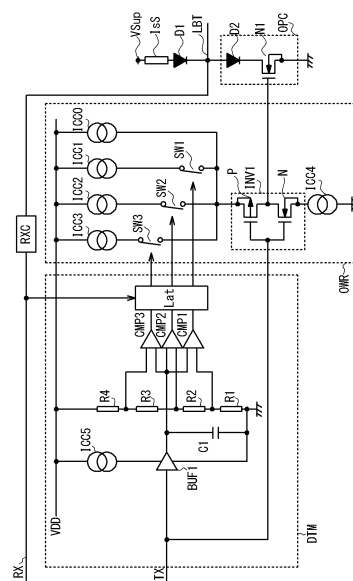 VSup
IsS
D1
LBT
D2
N1
OPC
RXC
ICC0
ICC1
ICC2
ICC3
SW1
SW2
SW3
P
INV1
N
ICC4
OWR
Lat
CMP3
CMP2
CMP1
R4
R3
R2
R1
C1
ICC5
BUF1
VDD
DTM
RX
TX